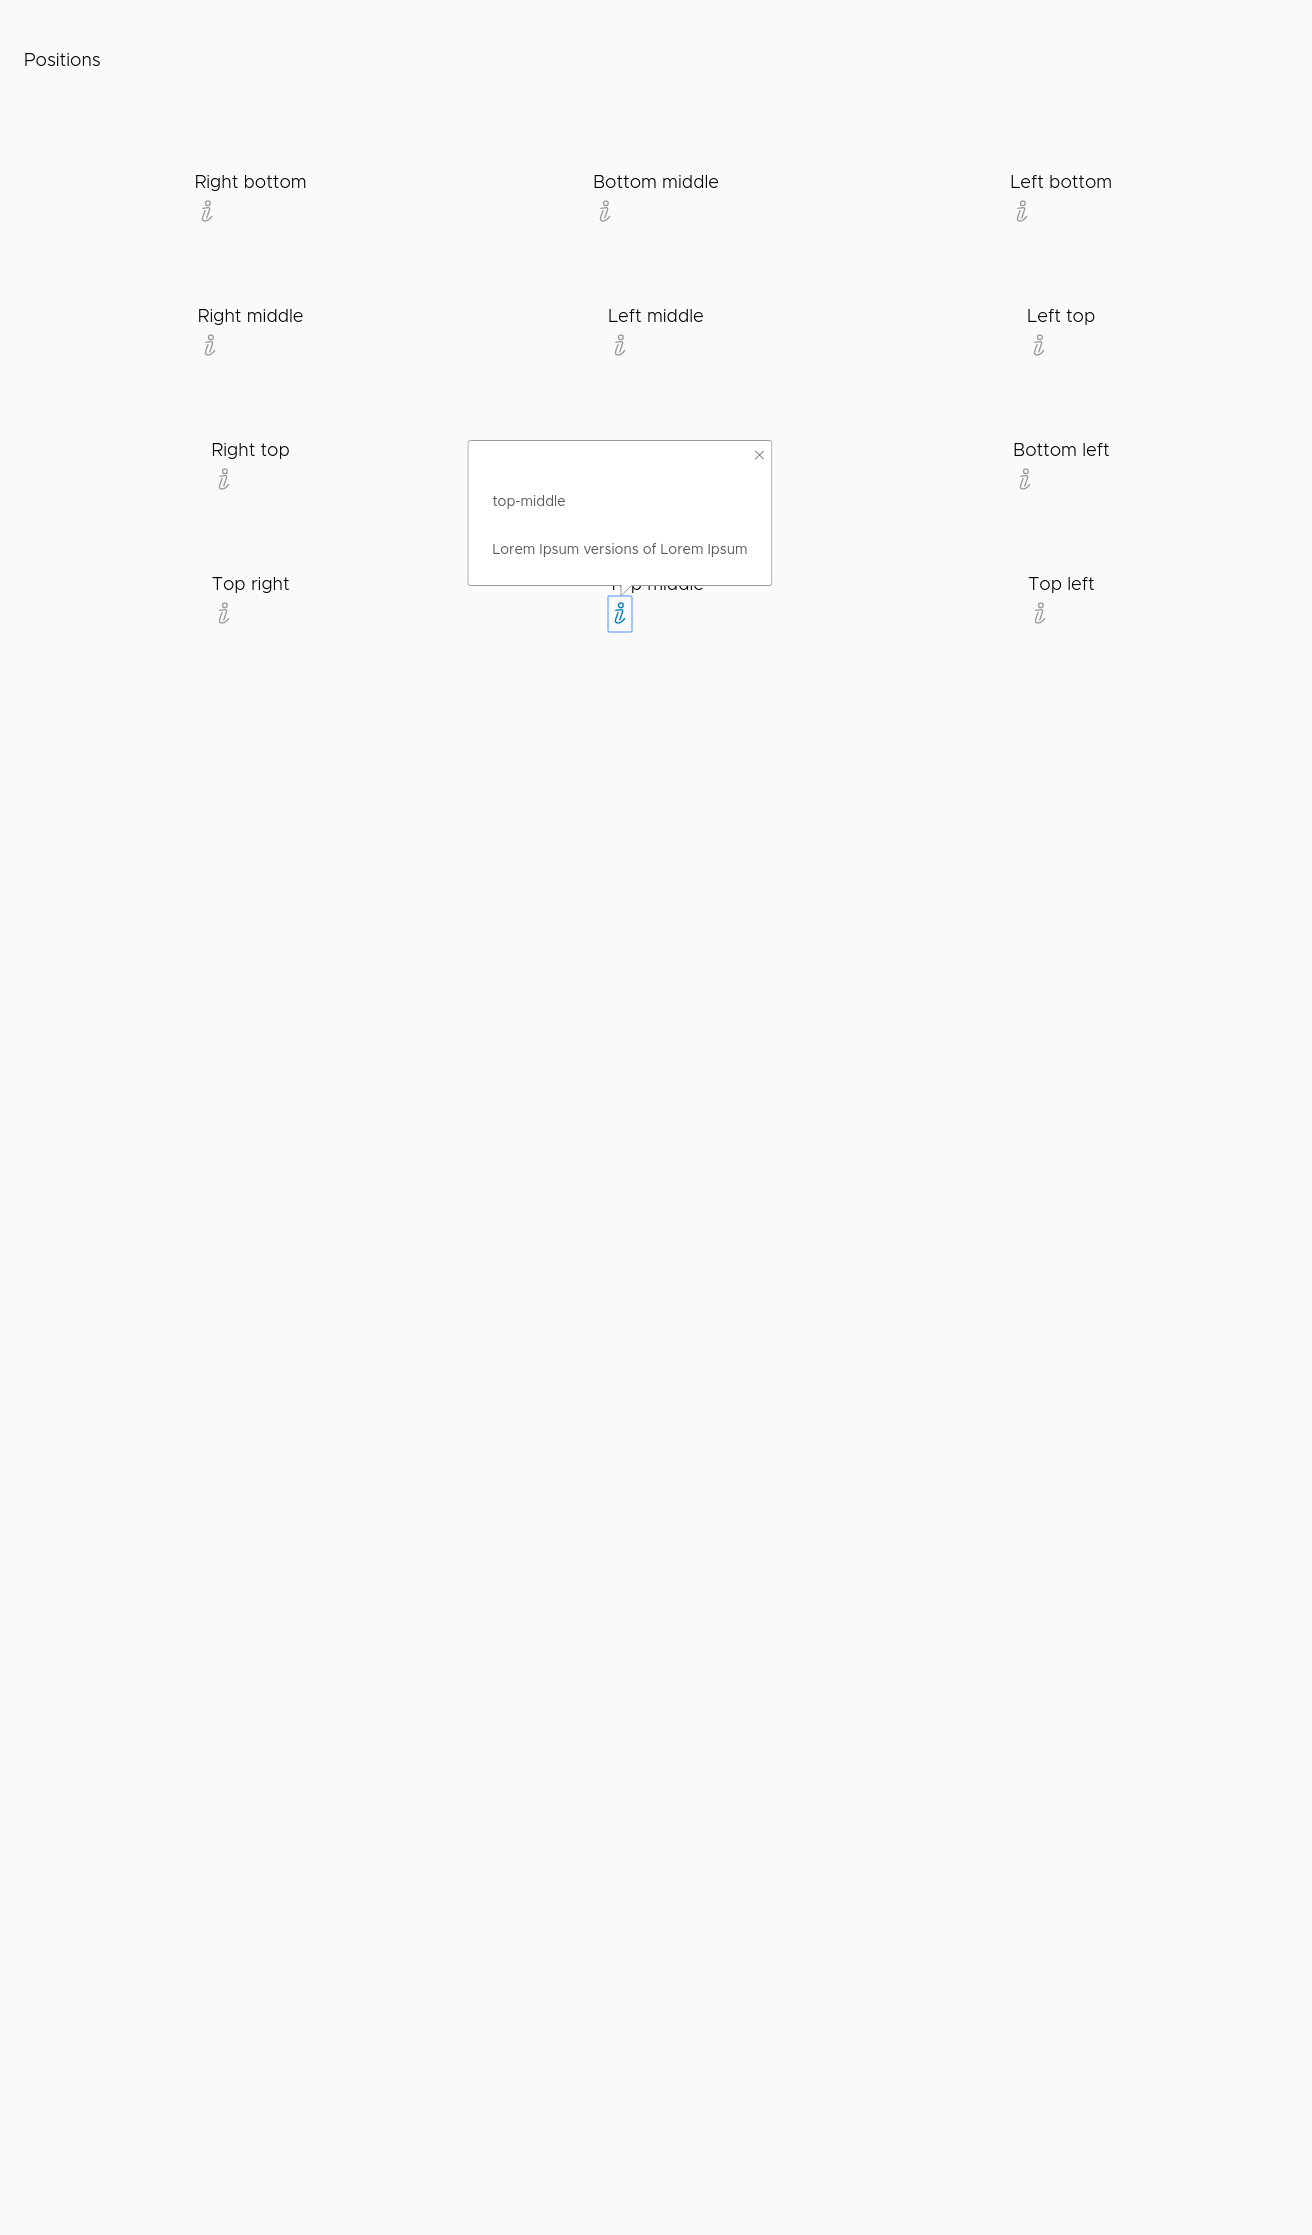 Positions
Right bottom
Bottom middle
Left bottom
Right middle
Left middle
Left top
Right top
Bottom left
top-middle
Lorem Ipsum versions of Lorem Ipsum
Top right
middle
Top left